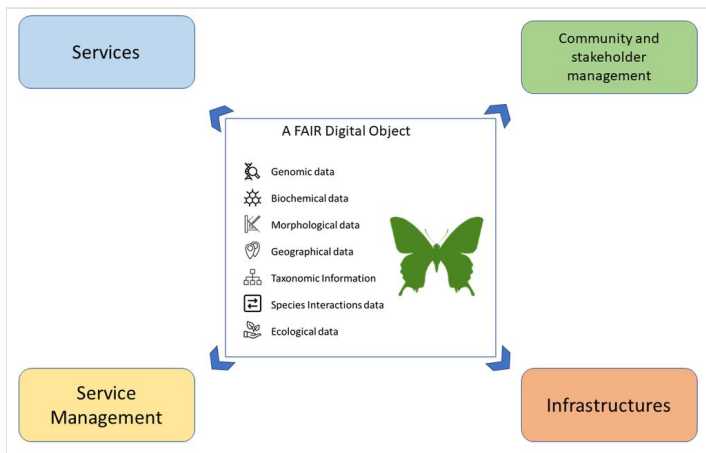 Services
Community and
stakeholder
management
A FAIR Digital Object
Genomic data
Biochemical data
Morphological data
Geographical data
Taxonomic Information
Species Interactions data
Ecological data
Service
Management
Infrastructures